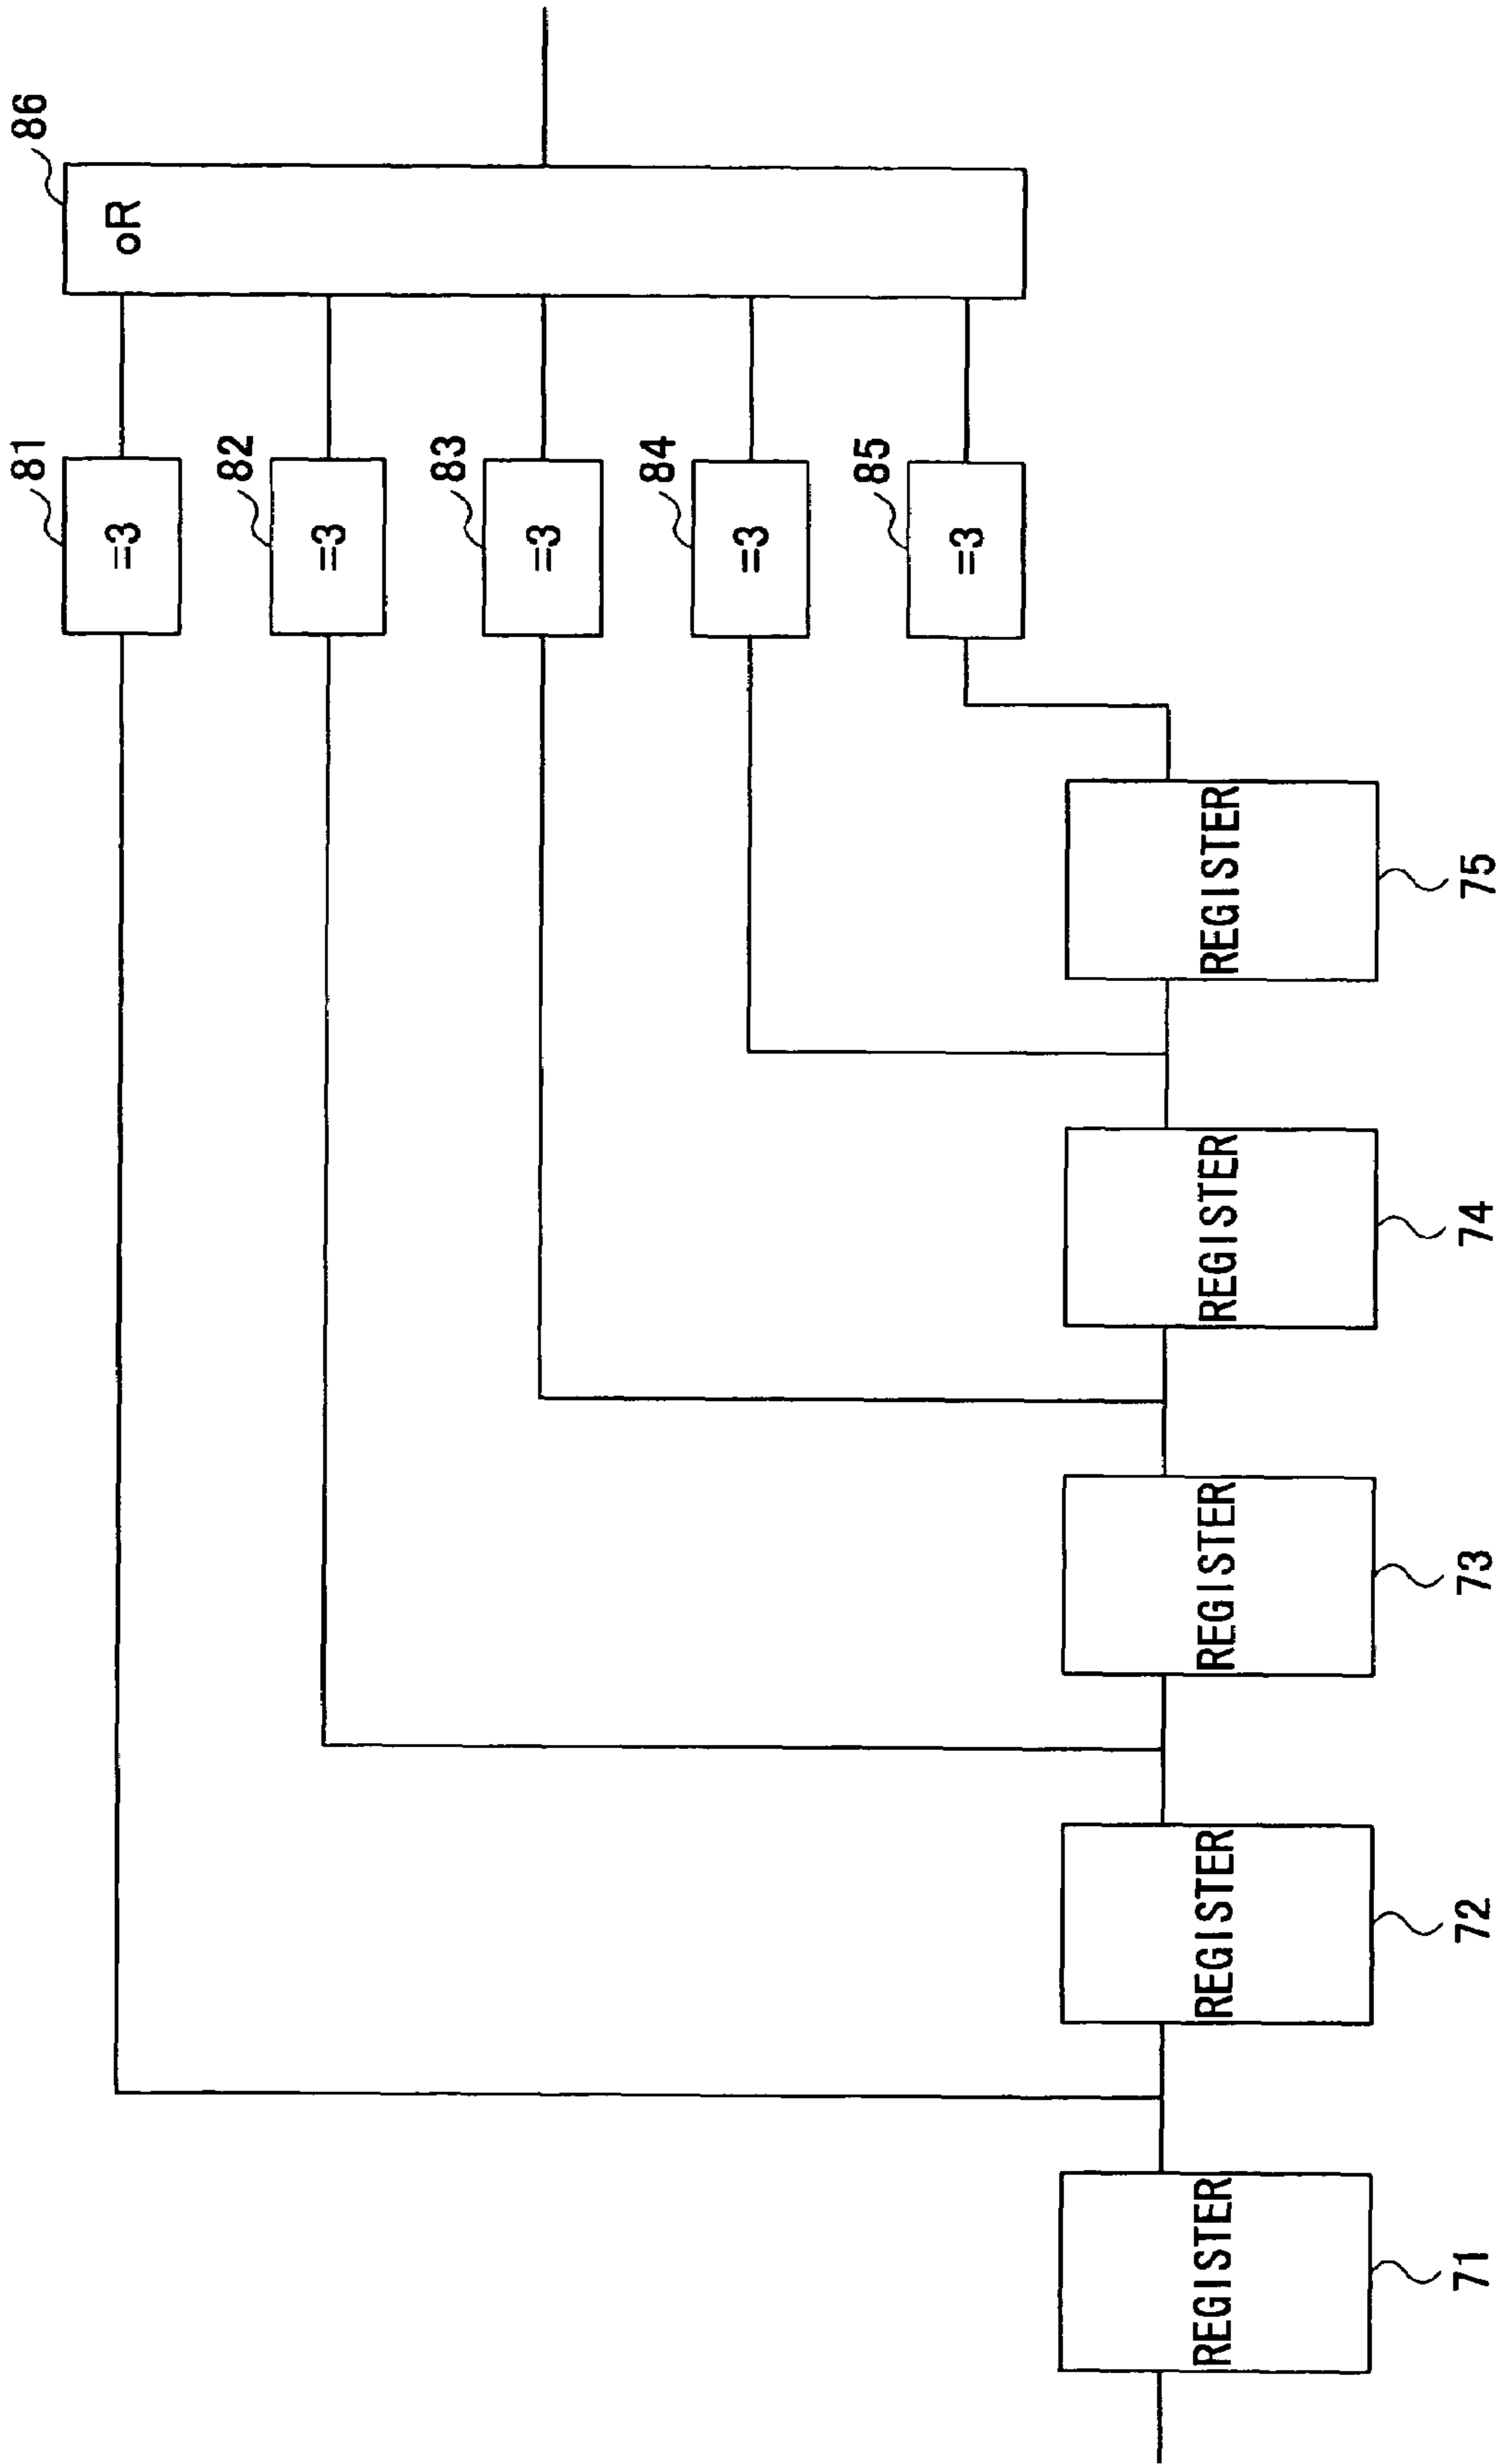 86
oR
81
=3
82
=3
83
=3
84
=3
85
=3
REGISTER
71
REGISTER
72
REGISTER
73
REGISTER
74
REGISTER
75